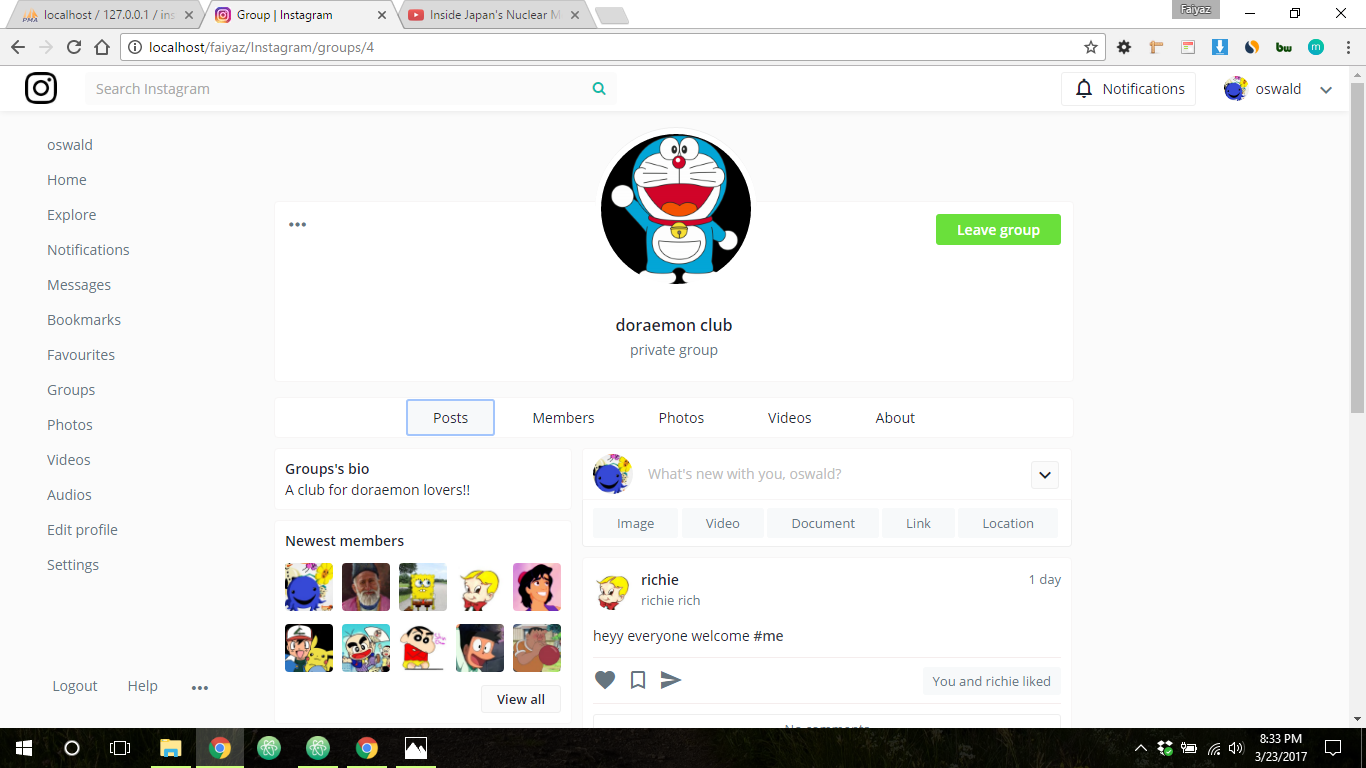 localhost / 127.0.0.1 / ins
Group | Instagram
Inside Japan's Nuclear M
Faiyaz
localhost/faiyaz/Instagram/groups/4
Search Instagram
Notifications
oswald
oswald
Home
Explore
Notifications
Messages
Bookmarks
Favourites
Groups
Photos
Videos
Audios
Edit profile
Settings
Logout
Help
Leave group
doraemon club
private group
Posts
Members
Photos
Videos
About
Groups's bio
A club for doraemon lovers!!
Newest members
View all
What's new with you, oswald?
Image
Video
Document
Link
Location
richie
1 day
richie rich
heyy everyone welcome #me
You and richie liked
No comments
8:33 PM
3/23/2017
PMA
bw
m